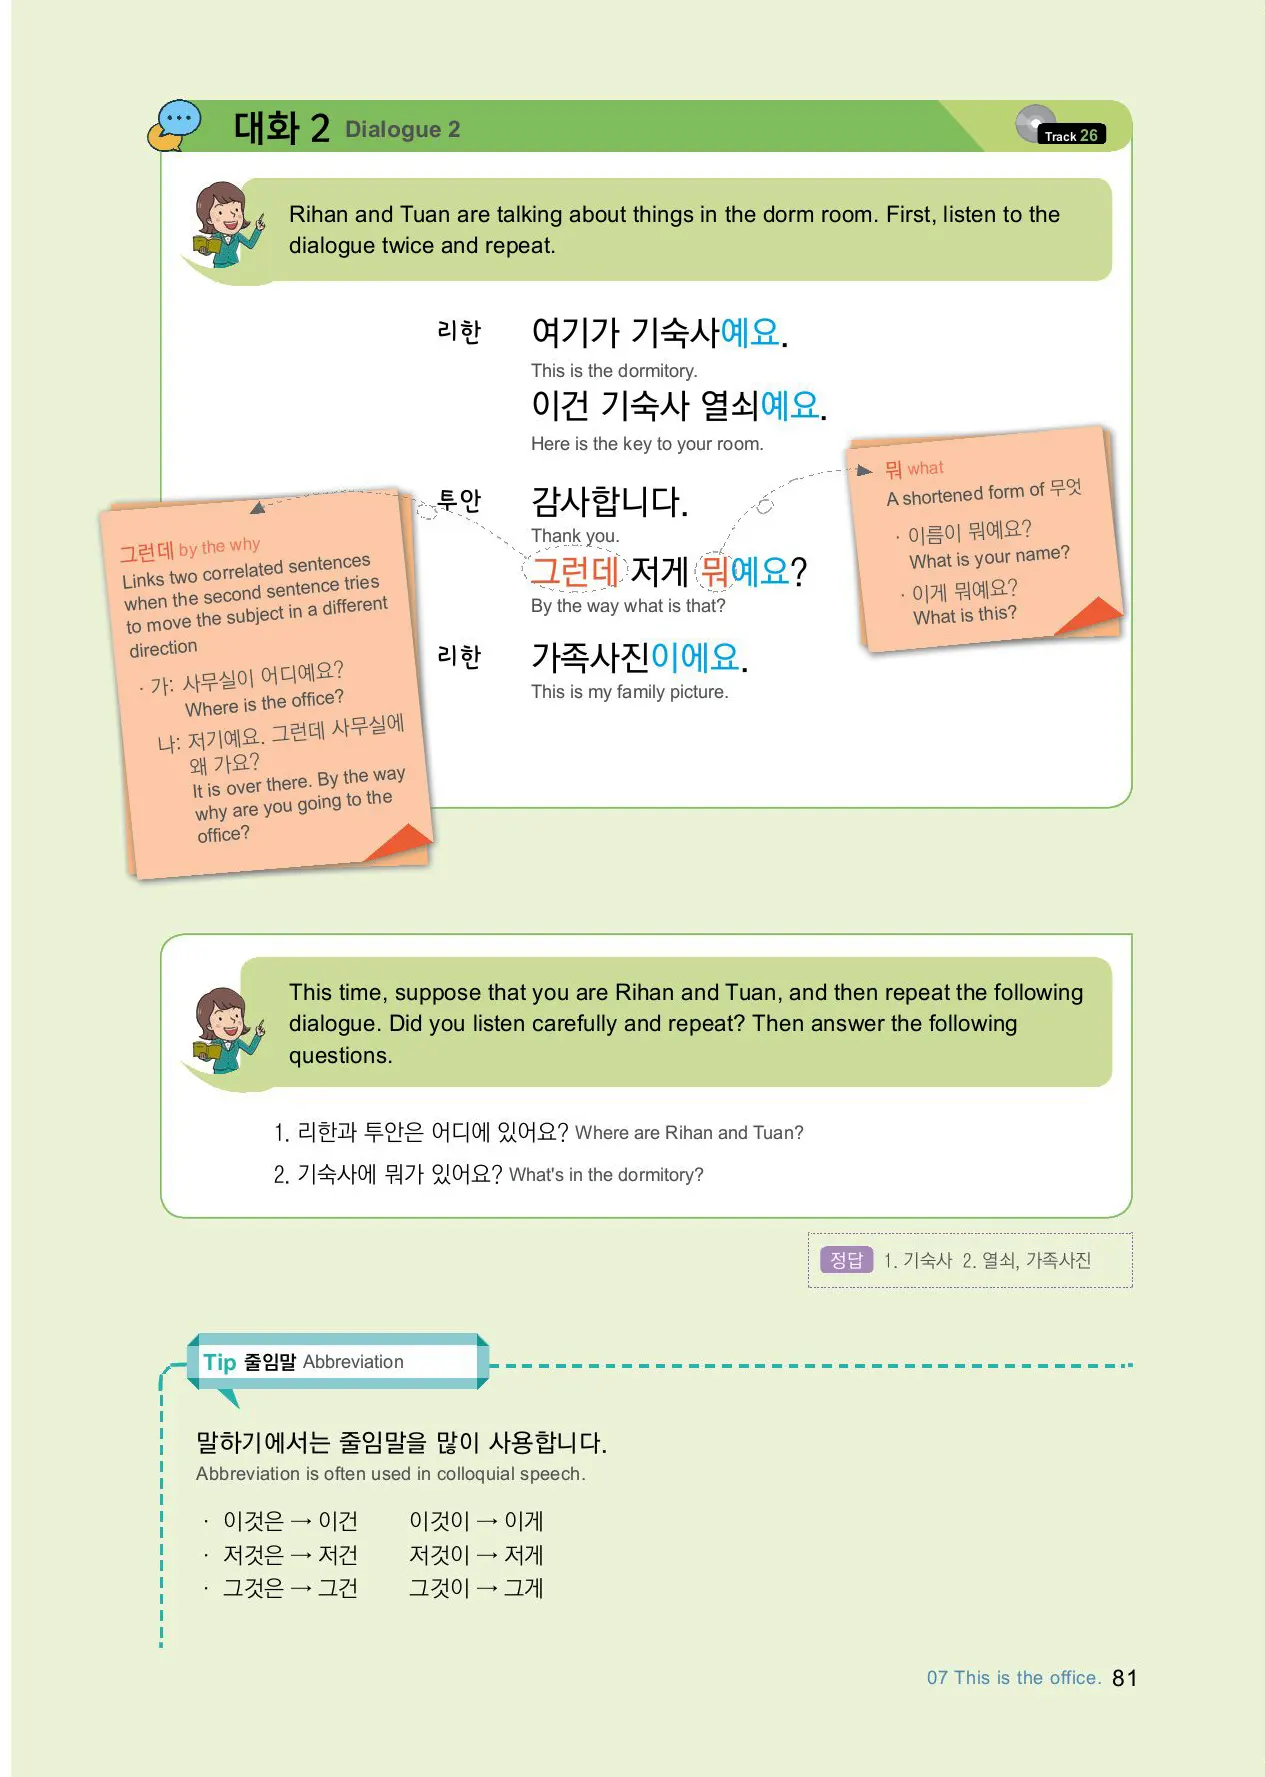 대화 2 Dialogue 2
Track 26
Rihan and Tuan are talking about things in the dorm room. First, listen to the
dialogue twice and repeat.
리한 여기가 기숙사예요.
This is the dormitory.
이건 기숙사 열쇠예요.
Here is the key to your room.
투안 감사합니다.
Thank you.
그런데 저게 뭐예요?
By the way what is that?
리한 가족사진이에요.
This is my family picture.
뭐 what
A shortened form of 무엇
· 이름이 뭐예요?
What is your name?
· 이게 뭐예요?
What is this?
그런데 by the why
Links two correlated sentences
when the second sentence tries
to move the subject in a different
direction
· 가: 사무실이 어디예요?
Where is the office?
나: 저기예요. 그런데 사무실에
왜 가요?
It is over there. By the way
why are you going to the
office?
This time, suppose that you are Rihan and Tuan, and then repeat the following
dialogue. Did you listen carefully and repeat? Then answer the following
questions.
1. 리한과 투안은 어디에 있어요? Where are Rihan and Tuan?
2. 기숙사에 뭐가 있어요? What's in the dormitory?
정답 1. 기숙사 2. 열쇠, 가족사진
Tip 줄임말 Abbreviation
말하기에서는 줄임말을 많이 사용합니다.
Abbreviation is often used in colloquial speech.
· 이것은 → 이건 이것이 → 이게
· 저것은 → 저건 저것이 → 저게
· 그것은 → 그건 그것이 → 그게
07 This is the office. 81